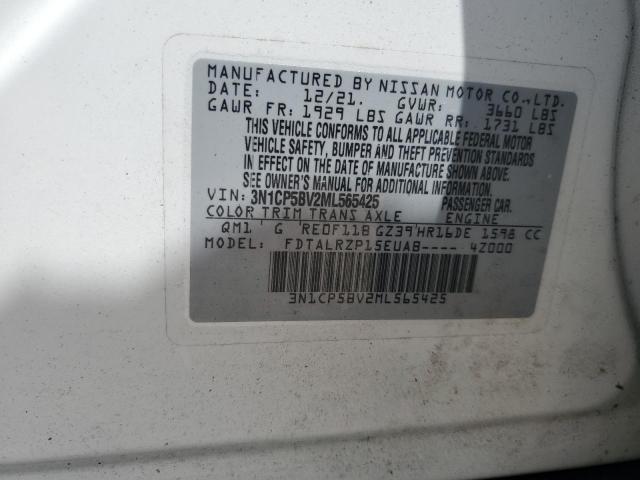 MANUFACTURED BY NISSAN MOTOR CO.,LTD.
DATE: 12/21. GVWR: 3660 LBS
GAWR FR: 1929 LBS GAWR RR: 1731 LBS
THIS VEHICLE CONFORMS TO ALL APPLICABLE FEDERAL MOTOR
VEHICLE SAFETY, BUMPER AND THEFT PREVENTION STANDARDS
IN EFFECT ON THE DATE OF MANUFACTURE SHOWN ABOVE.
SEE OWNER'S MANUAL FOR ADDITIONAL INFORMATION.
VIN: 3N1CP5BV2ML565425 PASSENGER CAR.
COLOR TRIM TRANS AXLE ENGINE
QM1 G RE0F11B GZ39 HR16DE 1598 CC
FDTALRZP15EUAB---- 4Z000
3N1CP5BV2ML565425